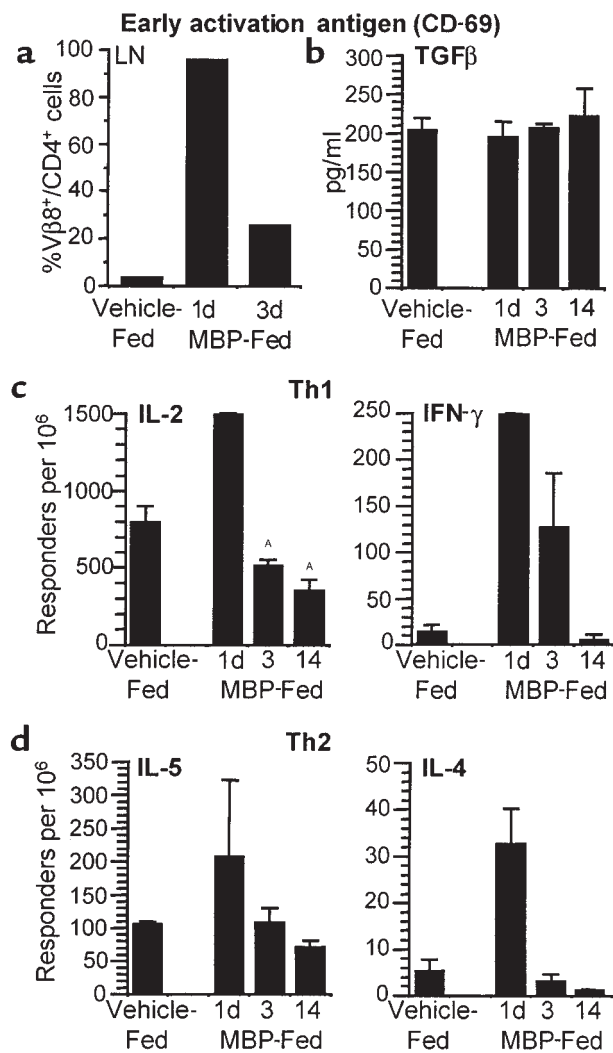 Early activation antigen (CD-69)
a
LN
%Vβ8⁺/CD4⁺ cells
100
80
60
40
20
0
Vehicle-
Fed
1d
3d
MBP-Fed
b
TGFβ
pg/ml
300
250
200
150
100
50
0
Vehicle-
Fed
1d
3
14
MBP-Fed
c
Th1
IL-2
Responders per 10⁶
1500
1000
500
0
A
A
Vehicle-
Fed
1d
3
14
MBP-Fed
IFN-γ
250
200
150
100
50
0
Vehicle-
Fed
1d
3
14
MBP-Fed
d
Th2
IL-5
Responders per 10⁶
350
300
250
200
150
100
50
0
Vehicle-
Fed
1d
3
14
MBP-Fed
IL-4
50
40
30
20
10
0
Vehicle-
Fed
1d
3
14
MBP-Fed